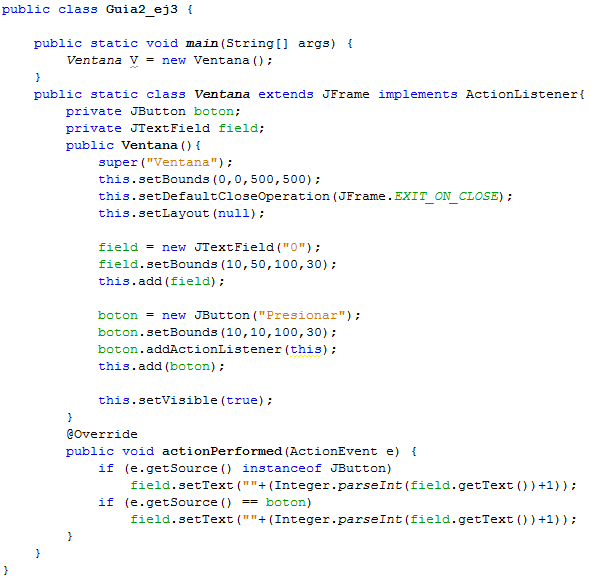 public class Guia2_ej3 {
public static void main(String[] args) {
Ventana V = new Ventana();
}
public static class Ventana extends JFrame implements ActionListener{
private JButton boton;
private JTextField field;
public Ventana(){
super("Ventana");
this.setBounds(0,0,500,500);
this.setDefaultCloseOperation(JFrame.EXIT_ON_CLOSE);
this.setLayout(null);
field = new JTextField("0");
field.setBounds(10,50,100,30);
this.add(field);
boton = new JButton("Presionar");
boton.setBounds(10,10,100,30);
boton.addActionListener(this);
this.add(boton);
this.setVisible(true);
}
@Override
public void actionPerformed(ActionEvent e) {
if (e.getSource() instanceof JButton)
field.setText(""+(Integer.parseInt(field.getText())+1));
if (e.getSource() == boton)
field.setText(""+(Integer.parseInt(field.getText())+1));
}
}
}